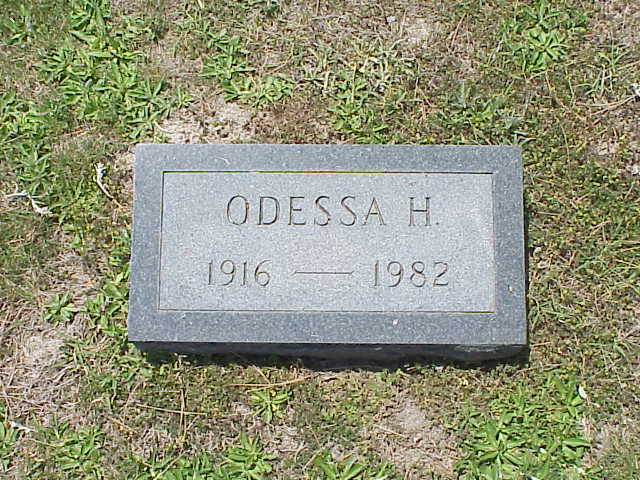 ODESSA H.
1916 — 1982